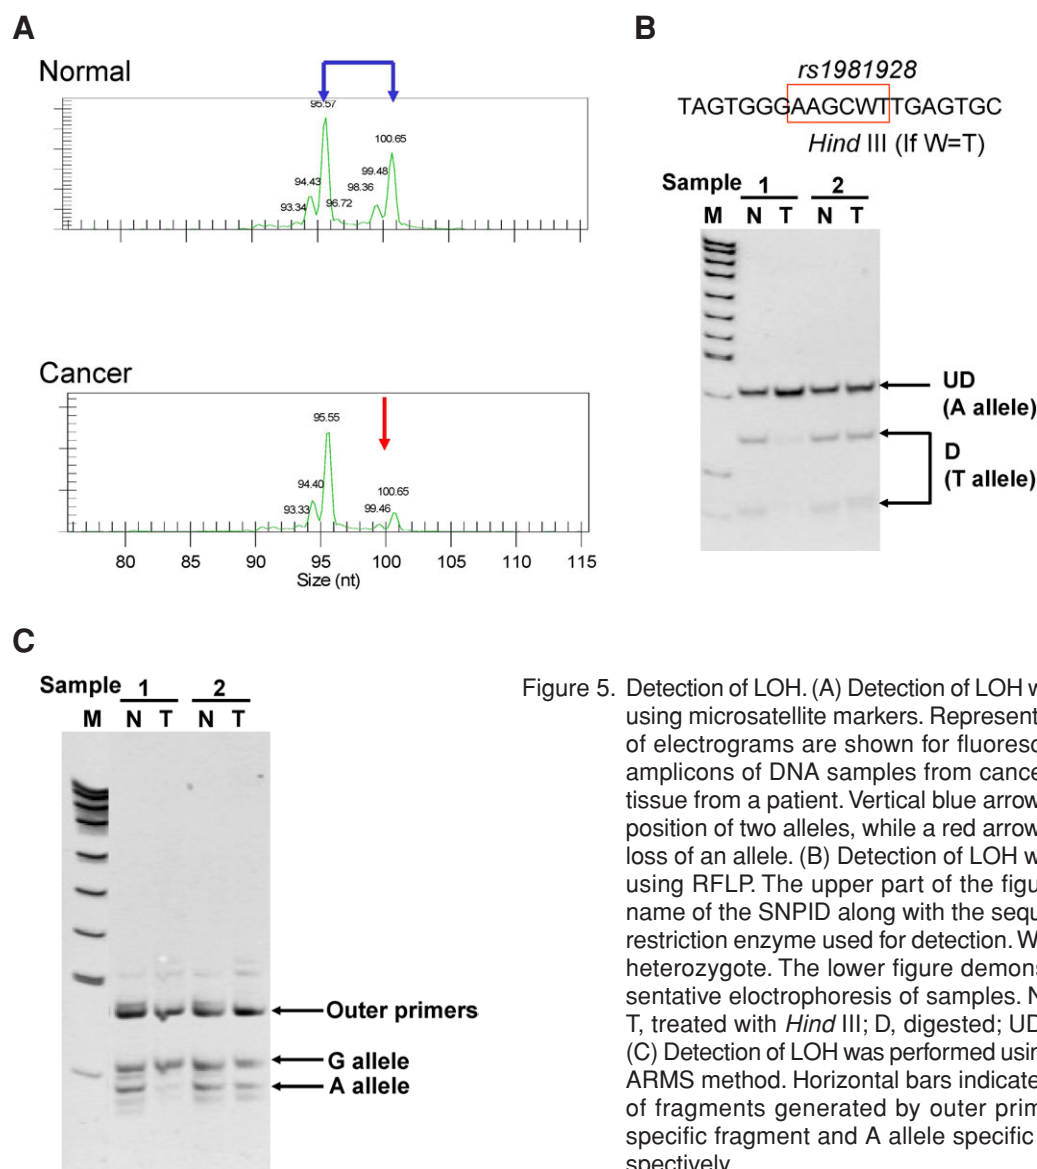 A
Normal
95.57
100.65
99.48
94.43
98.36
93.34
96.72
Cancer
95.55
94.40
100.65
93.33
99.46
80 85 90 95 100 105 110 115
Size (nt)
B
rs1981928
TAGTGGGAAGCWTTGAGTGC
Hind III (If W=T)
Sample 1 2
M N T N T
UD
(A allele)
D
(T allele)
C
Sample 1 2
M N T N T
Outer primers
G allele
A allele
Figure 5. Detection of LOH. (A) Detection of LOH w
using microsatellite markers. Represent
of electrograms are shown for fluoresc
amplicons of DNA samples from cance
tissue from a patient. Vertical blue arrow
position of two alleles, while a red arrow
loss of an allele. (B) Detection of LOH w
using RFLP. The upper part of the figu
name of the SNPID along with the sequ
restriction enzyme used for detection. W
heterozygote. The lower figure demons
sentative eloctrophoresis of samples. N
T, treated with Hind III; D, digested; UD
(C) Detection of LOH was performed usin
ARMS method. Horizontal bars indicate
of fragments generated by outer prim
specific fragment and A allele specific
spectively